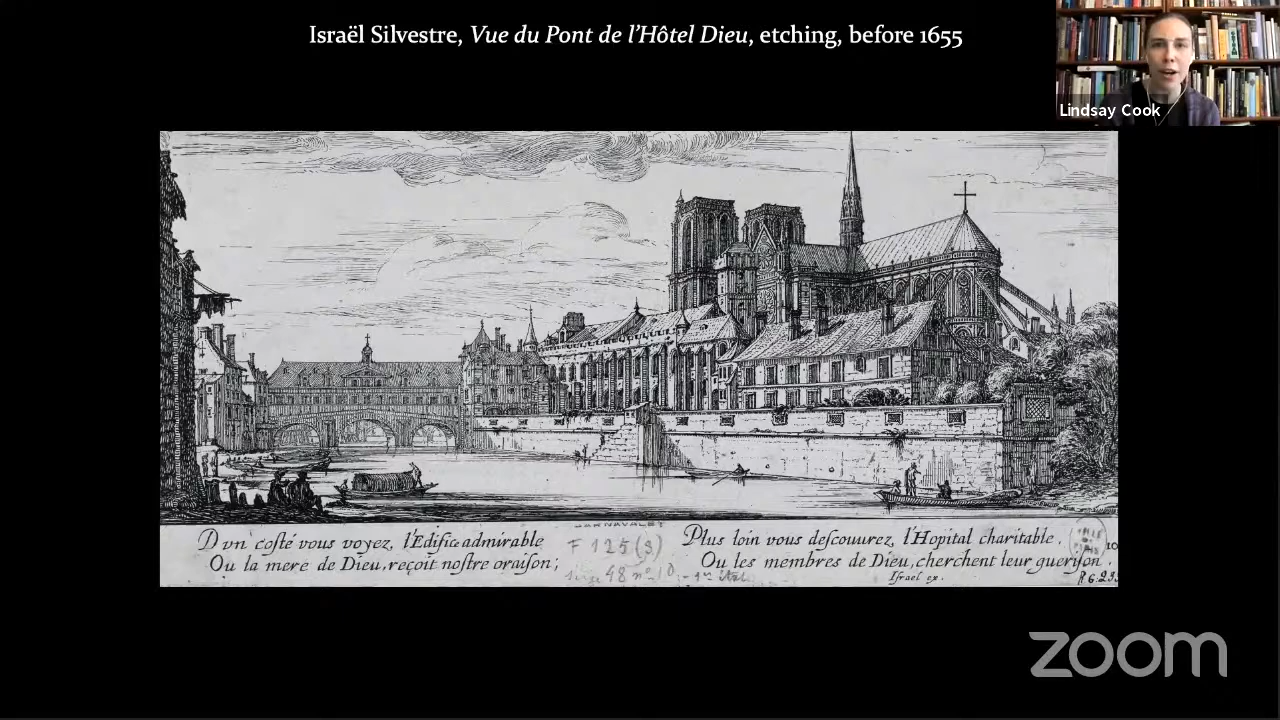 Israël Silvestre, Vue du Pont de l’Hôtel Dieu, etching, before 1655
Lindsay Cook
D'vn costé vous voyez, l'Edifice admirable
Ou la mere de Dieu, reçoit nostre oraison;
Plus loin vous descouurez, l'Hopital charitable,
Ou les membres de Dieu, cherchent leur guerison.
Israel ex.
CARNAVALET
F 125 (3)
10
zoom